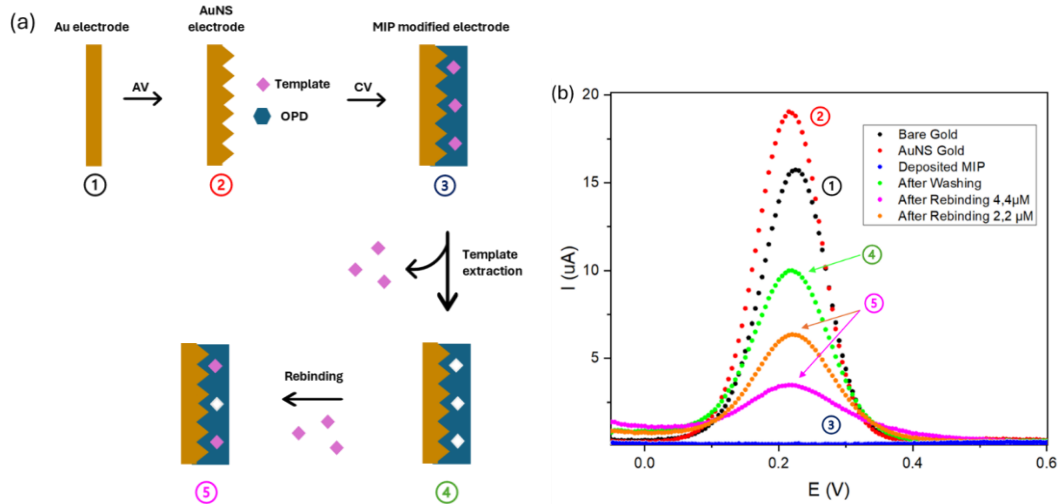 (a)
Au electrode
AuNS
electrode
MIP modified electrode
AV
Template
OPD
CV
1
2
3
Template
extraction
Rebinding
5
4
(b)
I (uA)
20
15
10
5
0.0
0.2
0.4
0.6
E (V)
2
1
4
5
3
Bare Gold
AuNS Gold
Deposited MIP
After Washing
After Rebinding 4,4µM
After Rebinding 2,2 µM